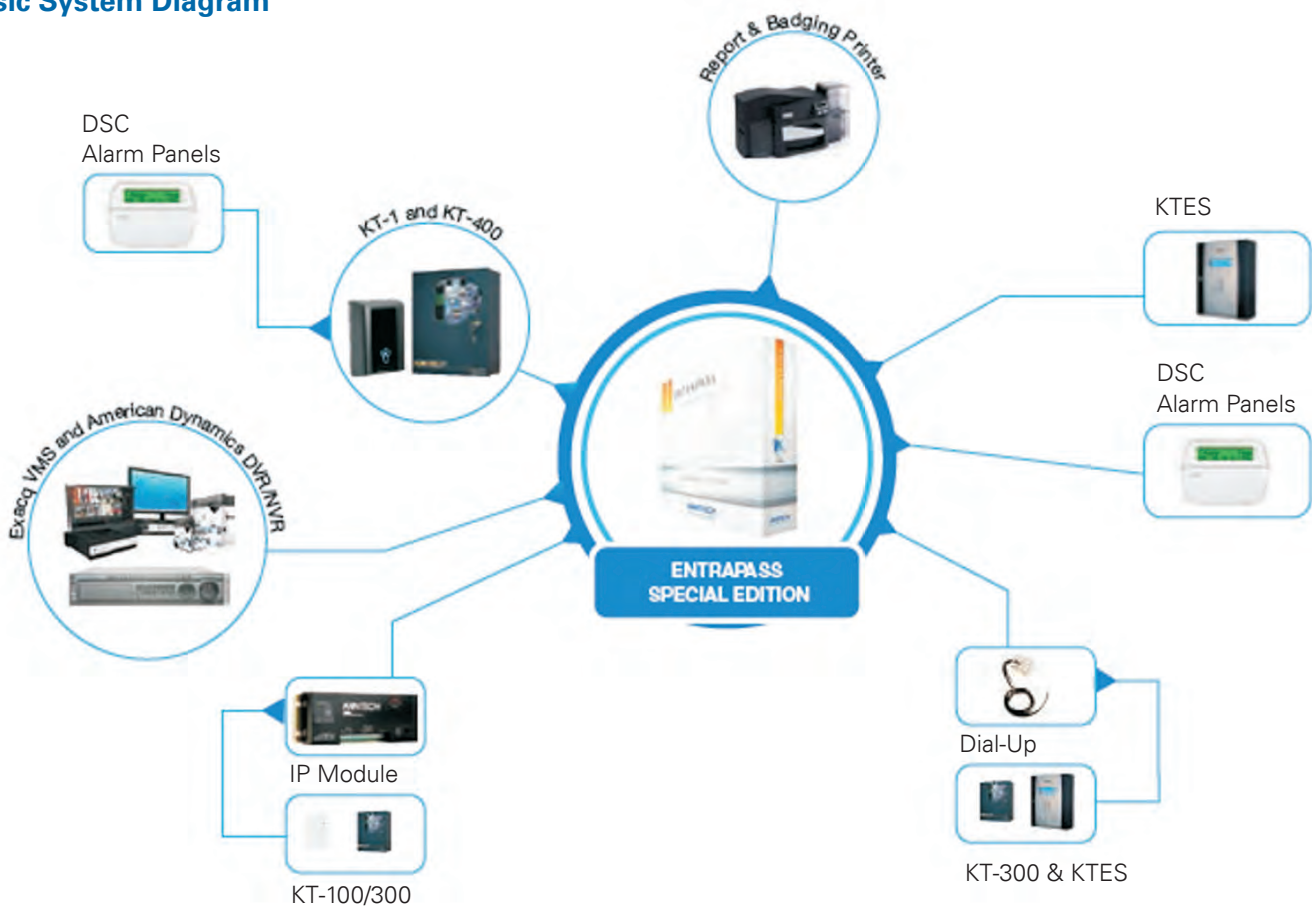 sic System Diagram
Report & Badging Printer
DSC
Alarm Panels
KT-1 and KT-400
KTES
DSC
Alarm Panels
Exacq VMS and American Dynamics DVR/NVR
ENTRAPASS
SPECIAL EDITION
IP Module
KT-100/300
Dial-Up
KT-300 & KTES